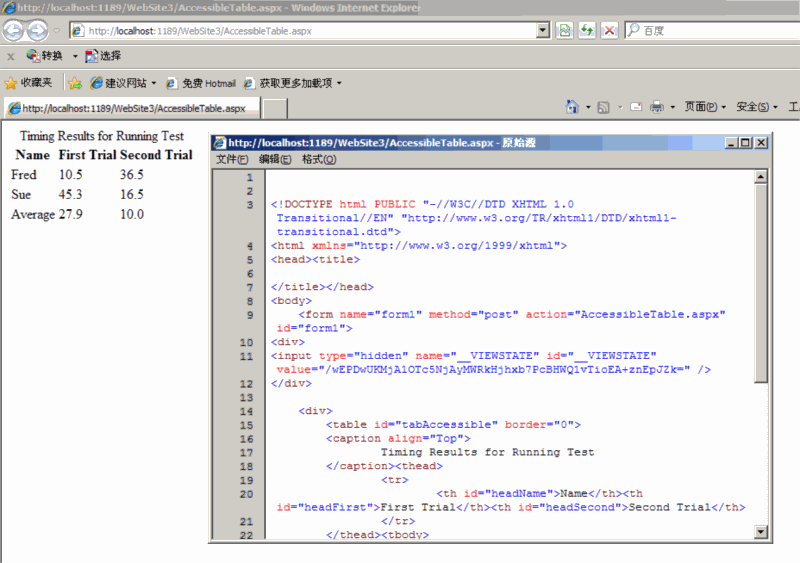 http://localhost:1189/WebSite3/AccessibleTable.aspx - Windows Internet Explorer
http://localhost:1189/WebSite3/AccessibleTable.aspx
百度
x 转换 选择
收藏夹 建议网站 免费 Hotmail 获取更多加载项
http://localhost:1189/WebSite3/AccessibleTable.aspx
页面(P) 安全(S) 工
Timing Results for Running Test
Name First Trial Second Trial
Fred 10.5 36.5
Sue 45.3 16.5
Average 27.9 10.0
http://localhost:1189/WebSite3/AccessibleTable.aspx - 原始源
文件(F) 编辑(E) 格式(O)
1
2
3 <!DOCTYPE html PUBLIC "-//W3C//DTD XHTML 1.0
Transitional//EN" "http://www.w3.org/TR/xhtml1/DTD/xhtml1-
transitional.dtd">
4 <html xmlns="http://www.w3.org/1999/xhtml">
5 <head><title>
6
7 </title></head>
8 <body>
9 <form name="form1" method="post" action="AccessibleTable.aspx"
id="form1">
10 <div>
11 <input type="hidden" name="__VIEWSTATE" id="__VIEWSTATE"
value="/wEPDwUKMjA1OTc5NjAyMWRkHjhxb7PcBHWQ1vTioEA+znEpJZk=" />
12 </div>
13
14 <div>
15 <table id="tabAccessible" border="0">
16 <caption align="Top">
17 Timing Results for Running Test
18 </caption><thead>
19 <tr>
20 <th id="headName">Name</th><th
id="headFirst">First Trial</th><th id="headSecond">Second Trial</th>
21 </tr>
22 </thead><tbody>